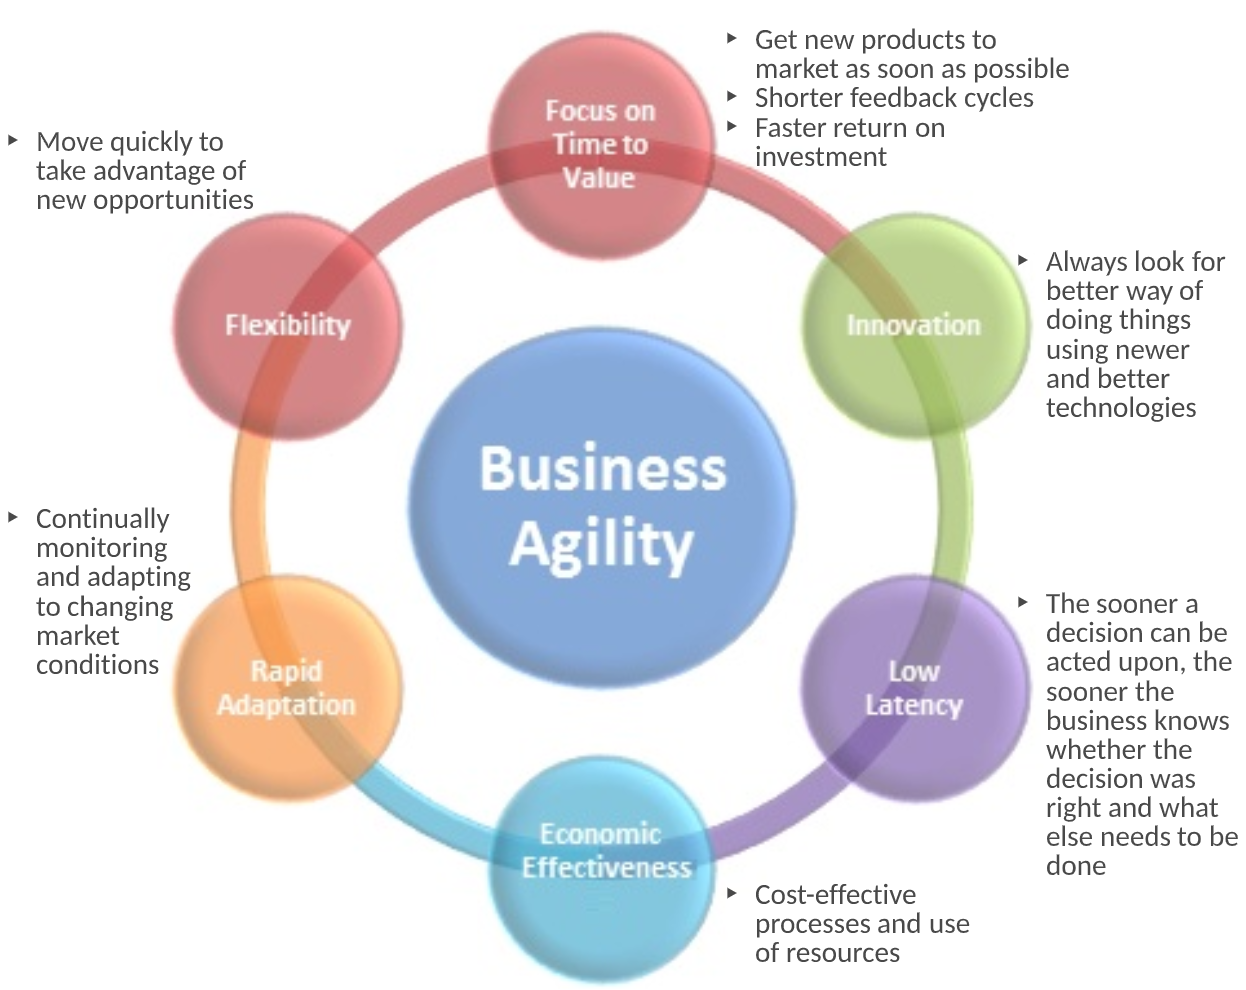 Focus on
Time to
Value
▸ Get new products to
market as soon as possible
▸ Shorter feedback cycles
▸ Faster return on
investment
▸ Move quickly to
take advantage of
new opportunities
Flexibility
Innovation
▸ Always look for
better way of
doing things
using newer
and better
technologies
Business
Agility
▸ Continually
monitoring
and adapting
to changing
market
conditions
Rapid
Adaptation
Low
Latency
▸ The sooner a
decision can be
acted upon, the
sooner the
business knows
whether the
decision was
right and what
else needs to be
done
Economic
Effectiveness
▸ Cost-effective
processes and use
of resources